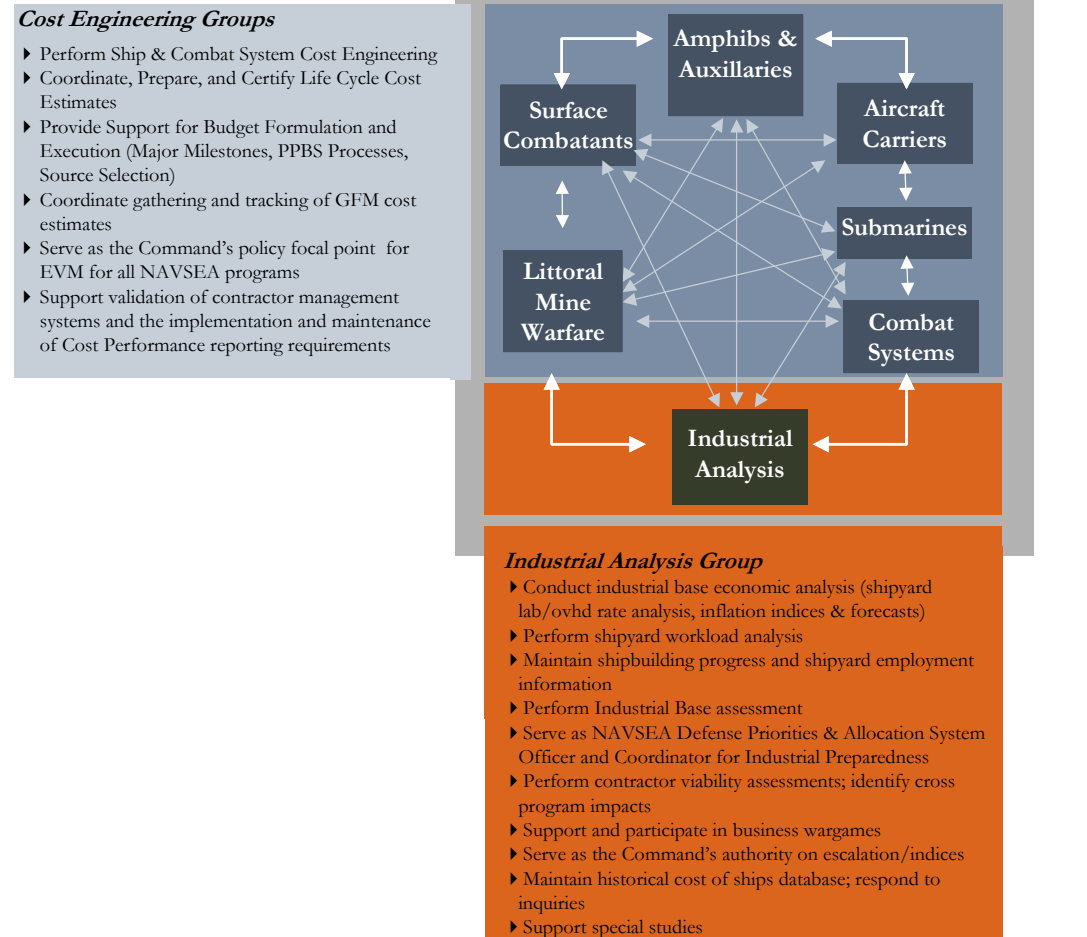 Cost Engineering Groups
Perform Ship & Combat System Cost Engineering
Coordinate, Prepare, and Certify Life Cycle Cost
Estimates
Provide Support for Budget Formulation and
Execution (Major Milestones, PPBS Processes,
Source Selection)
Coordinate gathering and tracking of GFM cost
estimates
Serve as the Command's policy focal point for
EVM for all NAVSEA programs
Support validation of contractor management
systems and the implementation and maintenance
of Cost Performance reporting requirements
Amphibs &
Auxillaries
Surface
Combatants
Aircraft
Carriers
Submarines
Littoral
Mine
Warfare
Combat
Systems
Industrial
Analysis
Industrial Analysis Group
Conduct industrial base economic analysis (shipyard
lab/ovhd rate analysis, inflation indices & forecasts)
Perform shipyard workload analysis
Maintain shipbuilding progress and shipyard employment
information
Perform Industrial Base assessment
Serve as NAVSEA Defense Priorities & Allocation System
Officer and Coordinator for Industrial Preparedness
Perform contractor viability assessments; identify cross
program impacts
Support and participate in business wargames
Serve as the Command's authority on escalation/indices
Maintain historical cost of ships database; respond to
inquiries
Support special studies